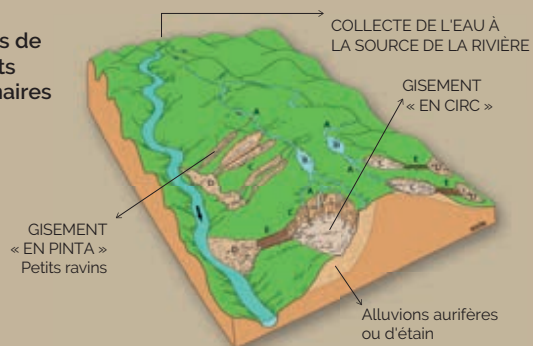 s de
ts
naires
COLLECTE DE L'EAU À
LA SOURCE DE LA RIVIÈRE
GISEMENT
« EN CIRC »
GISEMENT
« EN PINTA »
Petits ravins
Alluvions aurifères
ou d'étain
A
A
B
B
A
A
C
C
D
E
C
D
E
D
C
E
D